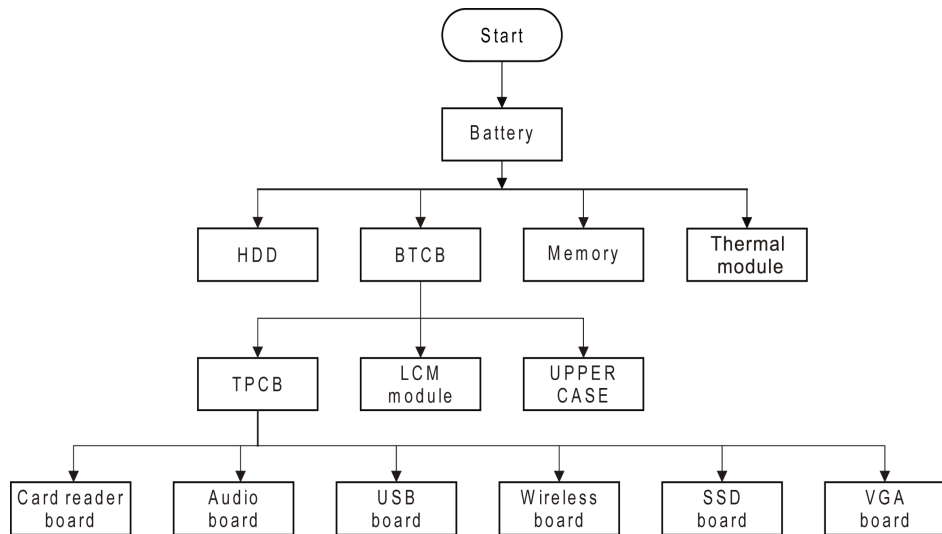 Start
Battery
HDD
BTCB
Memory
Thermal
module
TPCB
LCM
module
UPPER
CASE
Card reader
board
Audio
board
USB
board
Wireless
board
SSD
board
VGA
board